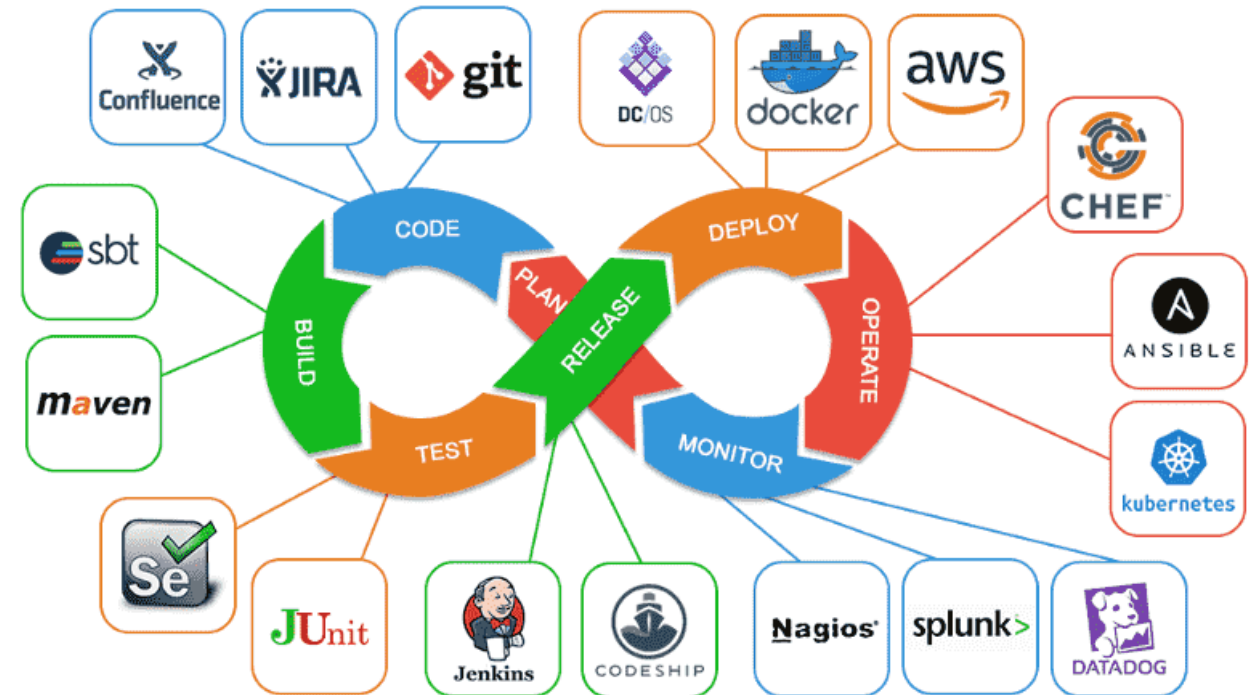 Confluence
JIRA
git
DC/OS
docker
aws
CHEF™
sbt
maven
CODE
BUILD
TEST
PLAN
RELEASE
DEPLOY
OPERATE
MONITOR
ANSIBLE
kubernetes
Se
JUnit
Jenkins
CODESHIP
Nagios®
splunk>
DATADOG